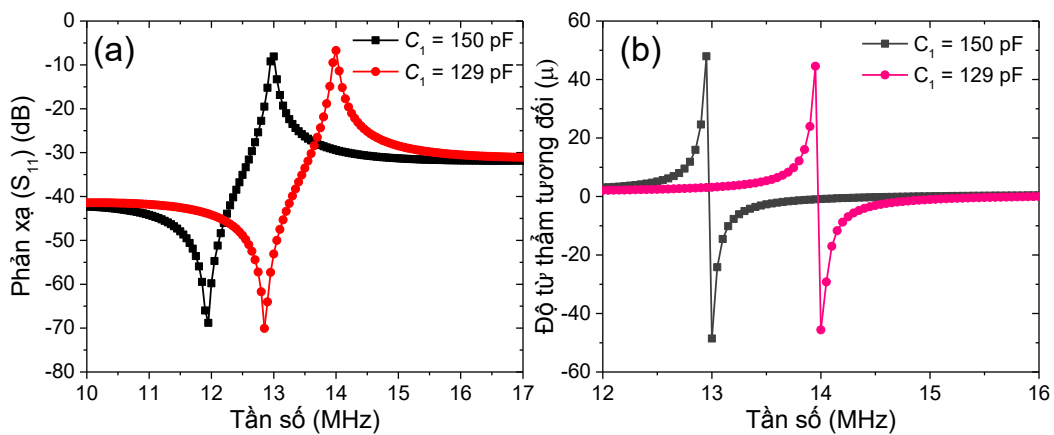 (a)
C₁ = 150 pF
C₁ = 129 pF
Phản xạ (S₁₁) (dB)
0
-10
-20
-30
-40
-50
-60
-70
-80
10 11 12 13 14 15 16 17
Tần số (MHz)
(b)
C₁ = 150 pF
C₁ = 129 pF
Độ từ thẩm tương đối (μ)
60
40
20
0
-20
-40
-60
12 13 14 15 16
Tần số (MHz)